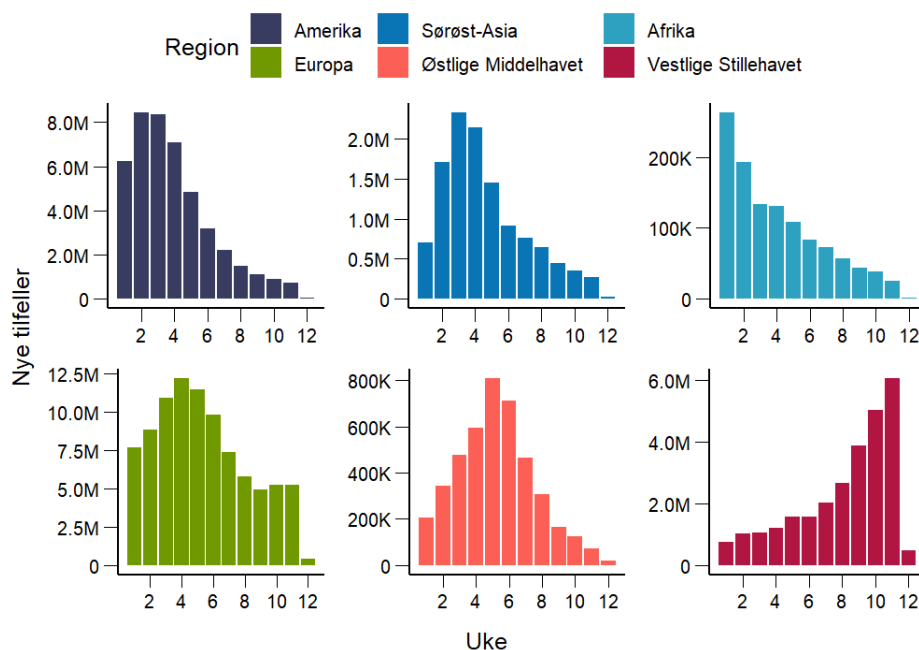 Region
Amerika
Sørøst-Asia
Afrika
Europa
Østlige Middelhavet
Vestlige Stillehavet
Nye tilfeller
8.0M
6.0M
4.0M
2.0M
0
2 4 6 8 10 12
2.0M
1.5M
1.0M
0.5M
0
2 4 6 8 10 12
200K
100K
0
2 4 6 8 10 12
12.5M
10.0M
7.5M
5.0M
2.5M
0
2 4 6 8 10 12
800K
600K
400K
200K
0
2 4 6 8 10 12
6.0M
4.0M
2.0M
0
2 4 6 8 10 12
Uke